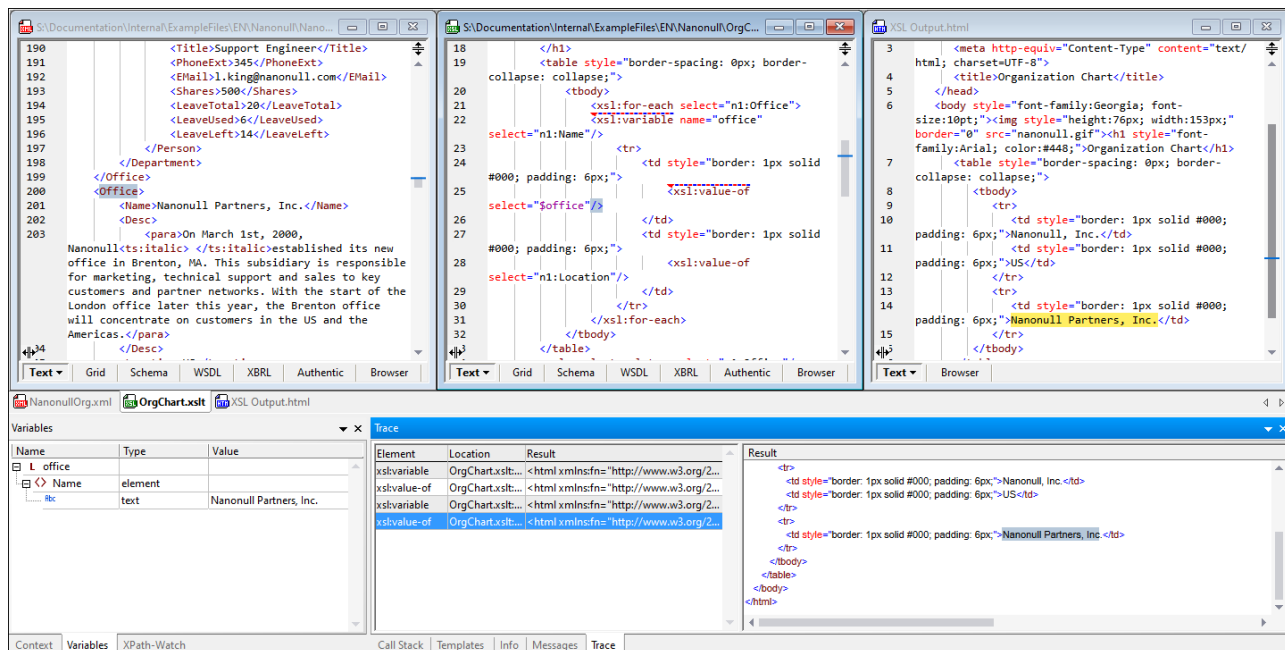 S:\Documentation\Internal\ExampleFiles\EN\Nanonull\Nano...
190 <Title>Support Engineer</Title>
191 <PhoneExt>345</PhoneExt>
192 <EMail>l.king@nanonull.com</EMail>
193 <Shares>500</Shares>
194 <LeaveTotal>20</LeaveTotal>
195 <LeaveUsed>6</LeaveUsed>
196 <LeaveLeft>14</LeaveLeft>
197 </Person>
198 </Department>
199 </Office>
200 <Office>
201 <Name>Nanonull Partners, Inc.</Name>
202 <Desc>
203 <para>On March 1st, 2000,
Nanonull<ts:italic> </ts:italic>established its new
office in Brenton, MA. This subsidiary is responsible
for marketing, technical support and sales to key
customers and partner networks. With the start of the
London office later this year, the Brenton office
will concentrate on customers in the US and the
Americas.</para>
34 </Desc>
Text Grid Schema WSDL XBRL Authentic Browser
S:\Documentation\Internal\ExampleFiles\EN\Nanonull\OrgC...
18 </h1>
19 <table style="border-spacing: 0px; border-
collapse: collapse;">
20 <tbody>
21 <xsl:for-each select="n1:Office">
22 <xsl:variable name="office"
select="n1:Name"/>
23 <tr>
24 <td style="border: 1px solid
#000; padding: 6px;">
25 <xsl:value-of
select="$office"/>
26 </td>
27 <td style="border: 1px solid
#000; padding: 6px;">
28 <xsl:value-of
select="n1:Location"/>
29 </td>
30 </tr>
31 </xsl:for-each>
32 </tbody>
</table>
Text Grid Schema WSDL XBRL Authentic Browser
XSL Output.html
3 <meta http-equiv="Content-Type" content="text/
html; charset=UTF-8">
4 <title>Organization Chart</title>
5 </head>
6 <body style="font-family:Georgia; font-
size:10pt;"><img style="height:76px; width:153px;"
border="0" src="nanonull.gif"><h1 style="font-
family:Arial; color:#448;">Organization Chart</h1>
7 <table style="border-spacing: 0px; border-
collapse: collapse;">
8 <tbody>
9 <tr>
10 <td style="border: 1px solid #000;
padding: 6px;">Nanonull, Inc.</td>
11 <td style="border: 1px solid #000;
padding: 6px;">US</td>
12 </tr>
13 <tr>
14 <td style="border: 1px solid #000;
padding: 6px;">Nanonull Partners, Inc.</td>
15 </tr>
</tbody>
Text Browser
NanonullOrg.xml OrgChart.xslt XSL Output.html
Variables
Name Type Value
L office
<> Name element
Abc text Nanonull Partners, Inc.
Context Variables XPath-Watch
Trace
Element Location Result
xsl:variable OrgChart.xslt:... <html xmlns:fn="http://www.w3.org/2...
xsl:value-of OrgChart.xslt:... <html xmlns:fn="http://www.w3.org/2...
xsl:variable OrgChart.xslt:... <html xmlns:fn="http://www.w3.org/2...
xsl:value-of OrgChart.xslt:... <html xmlns:fn="http://www.w3.org/2...
Result
<tr>
<td style="border: 1px solid #000; padding: 6px;">Nanonull, Inc.</td>
<td style="border: 1px solid #000; padding: 6px;">US</td>
</tr>
<tr>
<td style="border: 1px solid #000; padding: 6px;">Nanonull Partners, Inc.</td>
</tr>
</tbody>
</table>
</body>
</html>
Call Stack Templates Info Messages Trace